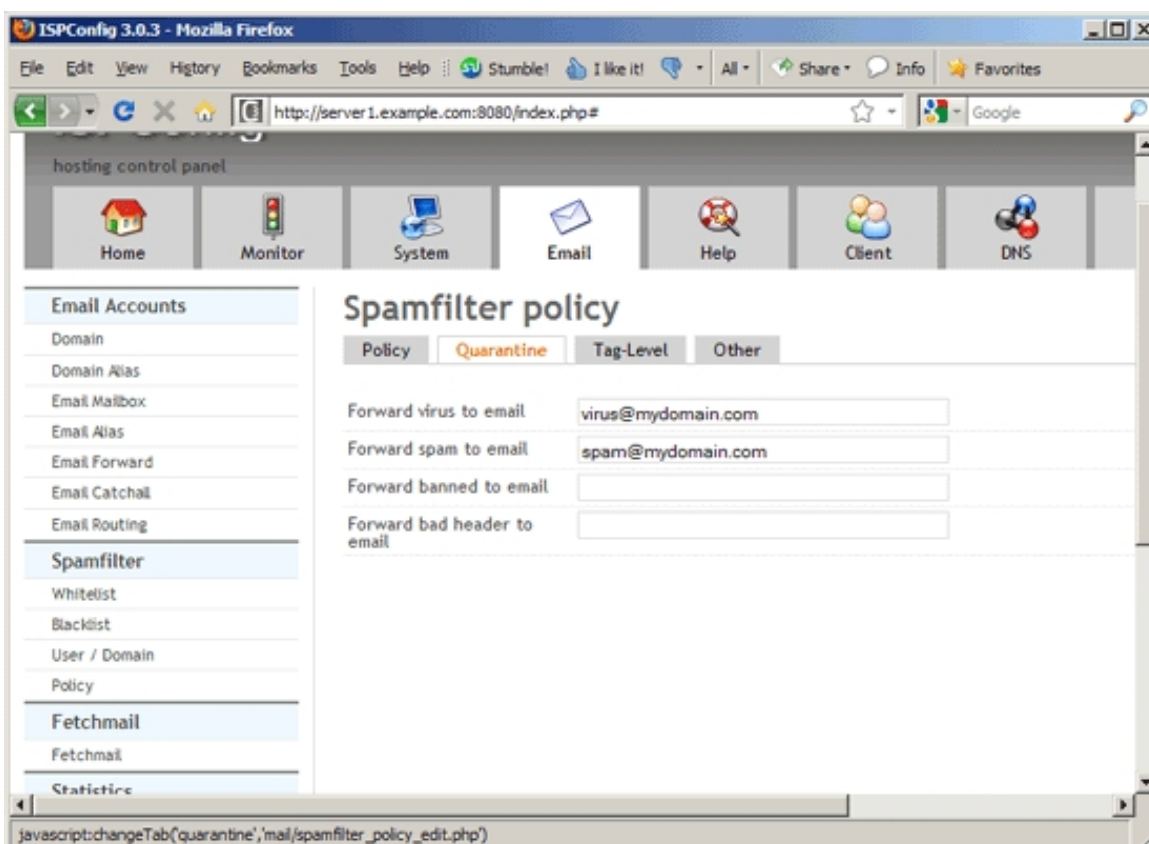 ISPConfig 3.0.3 - Mozilla Firefox
File Edit View History Bookmarks Tools Help Stumble! I like it! All Share Info Favorites
http://server1.example.com:8080/index.php#
Google
hosting control panel
Home Monitor System Email Help Client DNS
Email Accounts
Domain
Domain Alias
Email Mailbox
Email Alias
Email Forward
Email Catchall
Email Routing
Spamfilter
Whitelist
Blacklist
User / Domain
Policy
Fetchmail
Fetchmail
Statistics
Spamfilter policy
Policy Quarantine Tag-Level Other
Forward virus to email virus@mydomain.com
Forward spam to email spam@mydomain.com
Forward banned to email
Forward bad header to
email
javascript:changeTab('quarantine','mail/spamfilter_policy_edit.php')